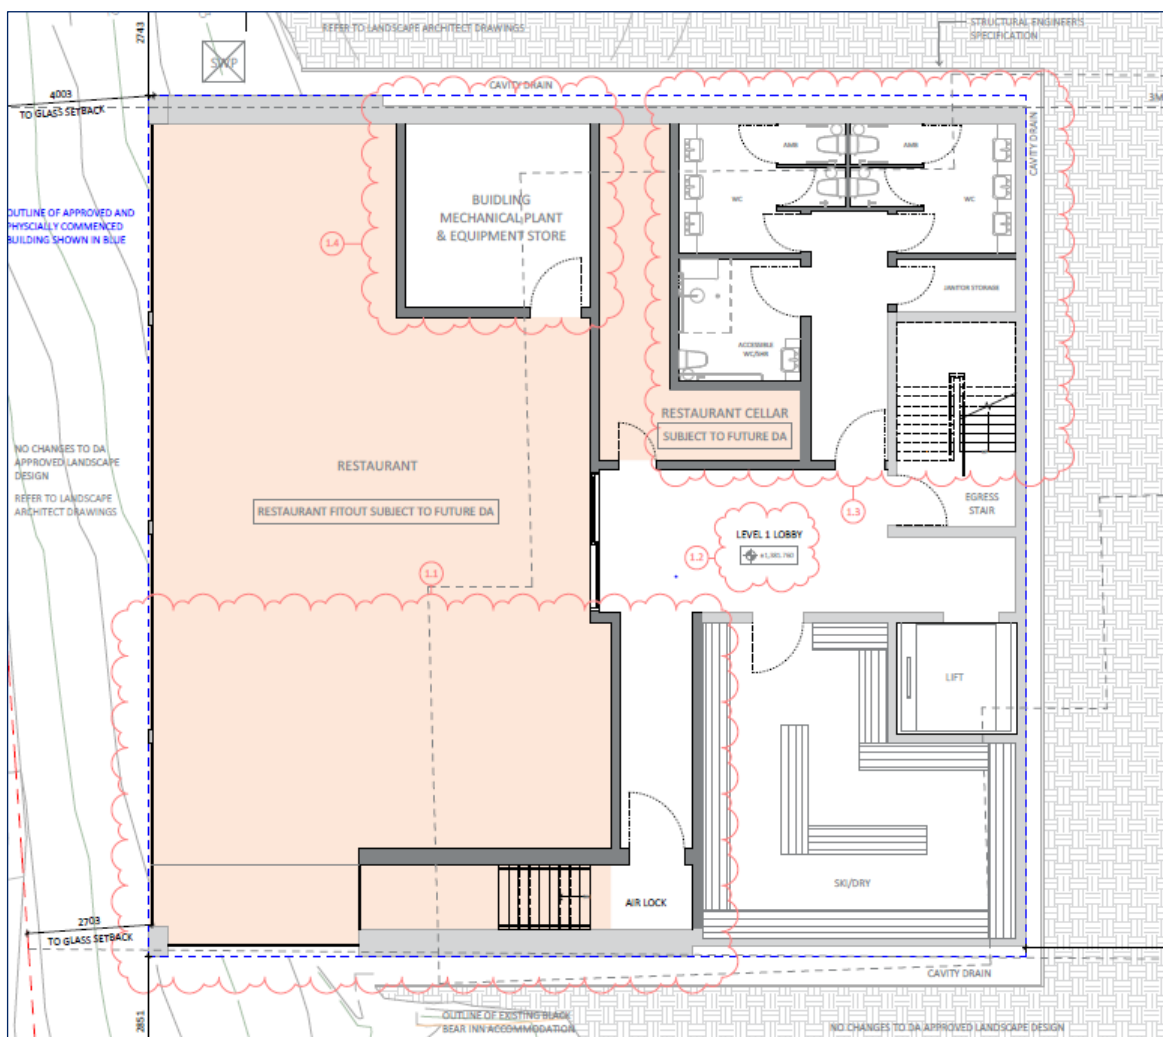 2743
SWP
REFER TO LANDSCAPE ARCHITECT DRAWINGS
STRUCTURAL ENGINEER'S
SPECIFICATION
CAVITY DRAIN
4003
TO GLASS SETBACK
3M
CAVITY DRAIN
AMB
AMB
WC
WC
OUTLINE OF APPROVED AND
PHYSCIALLY COMMENCED
BUILDING SHOWN IN BLUE
BUIDLING
MECHANICAL PLANT
& EQUIPMENT STORE
1.4
JANITOR STORAGE
ACCESSIBLE
WC/SHR
RESTAURANT CELLAR
SUBJECT TO FUTURE DA
NO CHANGES TO DA
APPROVED LANDSCAPE
DESIGN
REFER TO LANDSCAPE
ARCHITECT DRAWINGS
RESTAURANT
RESTAURANT FITOUT SUBJECT TO FUTURE DA
EGRESS
STAIR
1.3
LEVEL 1 LOBBY
1.2
1.1
LIFT
SKI/DRY
AIR LOCK
2703
TO GLASS SETBACK
CAVITY DRAIN
2851
OUTLINE OF EXISTING BLACK
BEAR INN ACCOMMODATION
NO CHANGES TO DA APPROVED LANDSCAPE DESIGN